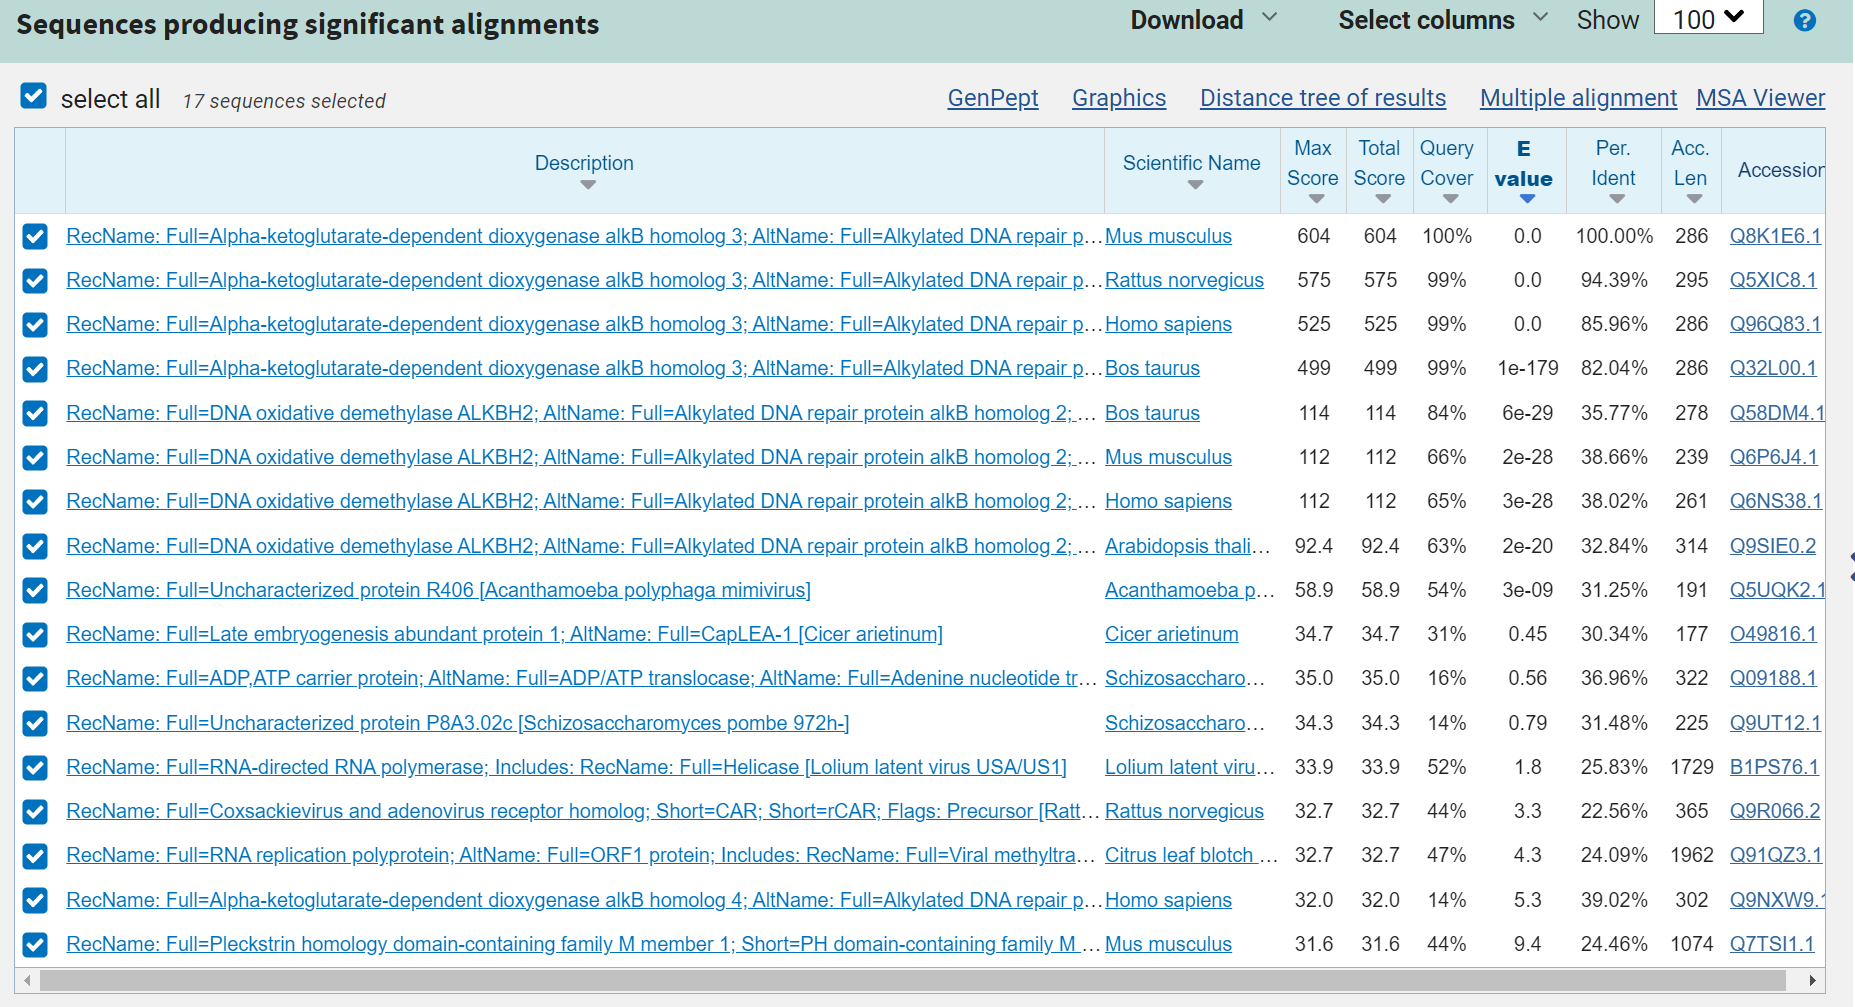 Sequences producing significant alignments Download Select columns Show 100 ?
select all 17 sequences selected GenPept Graphics Distance tree of results Multiple alignment MSA Viewer
Description Scientific Name Max Score Total Score Query Cover E value Per. Ident Acc. Len Accession
RecName: Full=Alpha-ketoglutarate-dependent dioxygenase alkB homolog 3; AltName: Full=Alkylated DNA repair p... Mus musculus 604 604 100% 0.0 100.00% 286 Q8K1E6.1
RecName: Full=Alpha-ketoglutarate-dependent dioxygenase alkB homolog 3; AltName: Full=Alkylated DNA repair p... Rattus norvegicus 575 575 99% 0.0 94.39% 295 Q5XIC8.1
RecName: Full=Alpha-ketoglutarate-dependent dioxygenase alkB homolog 3; AltName: Full=Alkylated DNA repair p... Homo sapiens 525 525 99% 0.0 85.96% 286 Q96Q83.1
RecName: Full=Alpha-ketoglutarate-dependent dioxygenase alkB homolog 3; AltName: Full=Alkylated DNA repair p... Bos taurus 499 499 99% 1e-179 82.04% 286 Q32L00.1
RecName: Full=DNA oxidative demethylase ALKBH2; AltName: Full=Alkylated DNA repair protein alkB homolog 2; ... Bos taurus 114 114 84% 6e-29 35.77% 278 Q58DM4.1
RecName: Full=DNA oxidative demethylase ALKBH2; AltName: Full=Alkylated DNA repair protein alkB homolog 2; ... Mus musculus 112 112 66% 2e-28 38.66% 239 Q6P6J4.1
RecName: Full=DNA oxidative demethylase ALKBH2; AltName: Full=Alkylated DNA repair protein alkB homolog 2; ... Homo sapiens 112 112 65% 3e-28 38.02% 261 Q6NS38.1
RecName: Full=DNA oxidative demethylase ALKBH2; AltName: Full=Alkylated DNA repair protein alkB homolog 2; ... Arabidopsis thali... 92.4 92.4 63% 2e-20 32.84% 314 Q9SIE0.2
RecName: Full=Uncharacterized protein R406 [Acanthamoeba polyphaga mimivirus] Acanthamoeba p... 58.9 58.9 54% 3e-09 31.25% 191 Q5UQK2.1
RecName: Full=Late embryogenesis abundant protein 1; AltName: Full=CapLEA-1 [Cicer arietinum] Cicer arietinum 34.7 34.7 31% 0.45 30.34% 177 O49816.1
RecName: Full=ADP,ATP carrier protein; AltName: Full=ADP/ATP translocase; AltName: Full=Adenine nucleotide tr... Schizosaccharo... 35.0 35.0 16% 0.56 36.96% 322 Q09188.1
RecName: Full=Uncharacterized protein P8A3.02c [Schizosaccharomyces pombe 972h-] Schizosaccharo... 34.3 34.3 14% 0.79 31.48% 225 Q9UT12.1
RecName: Full=RNA-directed RNA polymerase; Includes: RecName: Full=Helicase [Lolium latent virus USA/US1] Lolium latent viru... 33.9 33.9 52% 1.8 25.83% 1729 B1PS76.1
RecName: Full=Coxsackievirus and adenovirus receptor homolog; Short=CAR; Short=rCAR; Flags: Precursor [Ratt... Rattus norvegicus 32.7 32.7 44% 3.3 22.56% 365 Q9R066.2
RecName: Full=RNA replication polyprotein; AltName: Full=ORF1 protein; Includes: RecName: Full=Viral methyltra... Citrus leaf blotch ... 32.7 32.7 47% 4.3 24.09% 1962 Q91QZ3.1
RecName: Full=Alpha-ketoglutarate-dependent dioxygenase alkB homolog 4; AltName: Full=Alkylated DNA repair p... Homo sapiens 32.0 32.0 14% 5.3 39.02% 302 Q9NXW9.1
RecName: Full=Pleckstrin homology domain-containing family M member 1; Short=PH domain-containing family M ... Mus musculus 31.6 31.6 44% 9.4 24.46% 1074 Q7TSI1.1